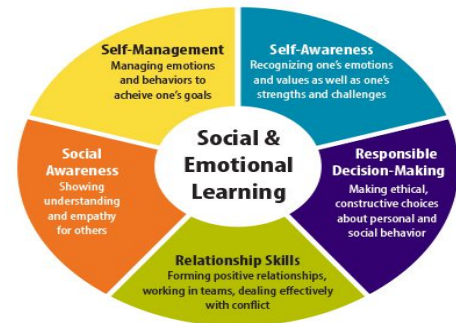 Self-Management
Managing emotions
and behaviors to
acheive one's goals
Self-Awareness
Recognizing one's emotions
and values as well as one's
strengths and challenges
Social
Awareness
Showing
understanding
and empathy
for others
Social &
Emotional
Learning
Responsible
Decision-Making
Making ethical,
constructive choices
about personal and
social behavior
Relationship Skills
Forming positive relationships,
working in teams, dealing effectively
with conflict